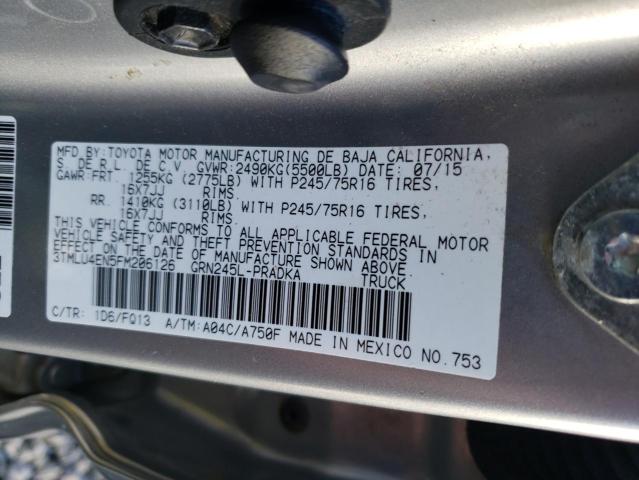 MFD.BY:TOYOTA MOTOR MANUFACTURING DE BAJA CALIFORNIA,
S. DE R.L. DE C.V. GVWR:2490KG(5500LB) DATE: 07/15
GAWR:FRT. 1255KG (2775LB) WITH P245/75R16 TIRES,
16X7JJ RIMS.
RR. 1410KG (3110LB) WITH P245/75R16 TIRES,
16X7JJ RIMS.
THIS VEHICLE CONFORMS TO ALL APPLICABLE FEDERAL MOTOR
VEHICLE SAFETY AND THEFT PREVENTION STANDARDS IN
EFFECT ON THE DATE OF MANUFACTURE SHOWN ABOVE.
3TMLU4EN5FM206126 GRN245L-PRADKA TRUCK
C/TR: 1D6/FQ13 A/TM:A04C/A750F MADE IN MEXICO NO.753